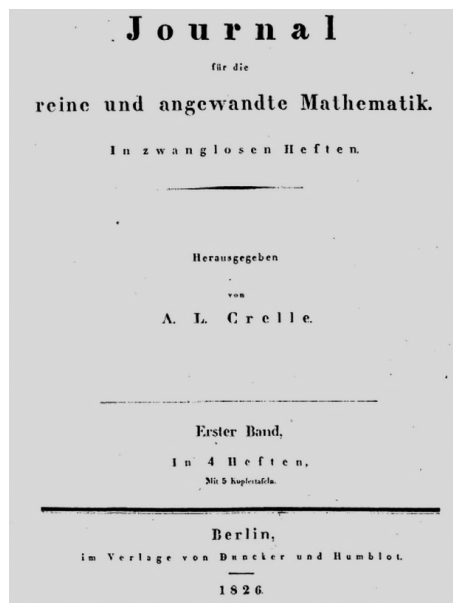 Journal
für die
reine und angewandte Mathematik.
In zwanglosen Heften.
Herausgegeben
von
A. L. Crelle.
Erster Band,
In 4 Heften,
Mit 5 Kupfertafeln.
Berlin,
im Verlage von Duncker und Humblot.
1826.